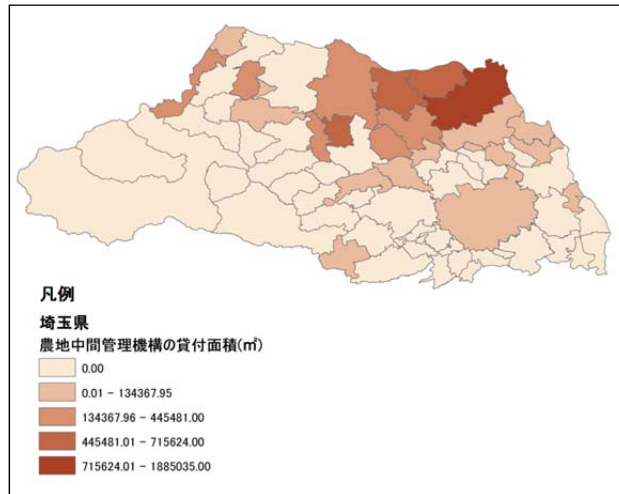 凡例
埼玉県
農地中間管理機構の貸付面積(㎡)
0.00
0.01 - 134367.95
134367.96 - 445481.00
445481.01 - 715624.00
715624.01 - 1885035.00